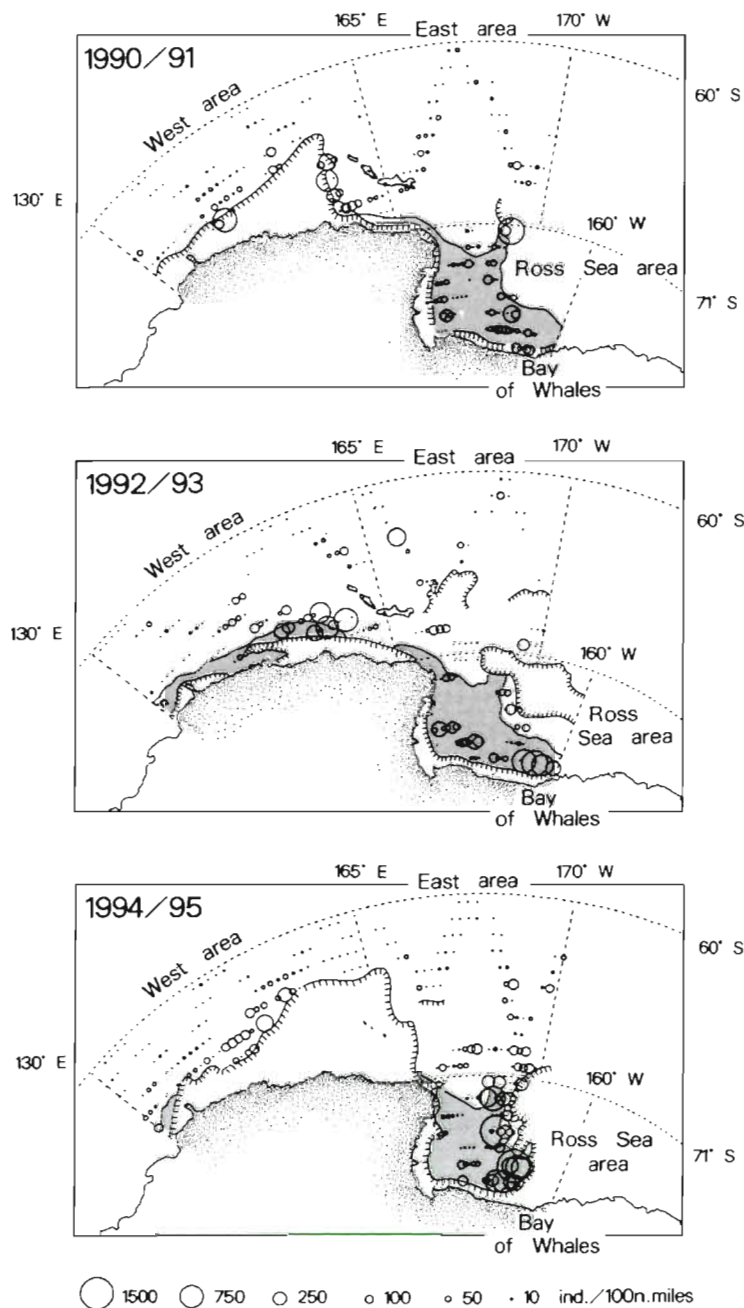 165° E
170° W
East area
1990/91
60° S
West area
130° E
160° W
Ross Sea area
71° S
Bay
of Whales
165° E
170° W
East area
1992/93
60° S
West area
130° E
160° W
Ross
Sea area
71° S
Bay
of Whales
165° E
170° W
East area
1994/95
60° S
West area
130° E
160° W
Ross Sea
area
71° S
Bay
of Whales
1500 750 250 100 50 10 ind./100n.miles